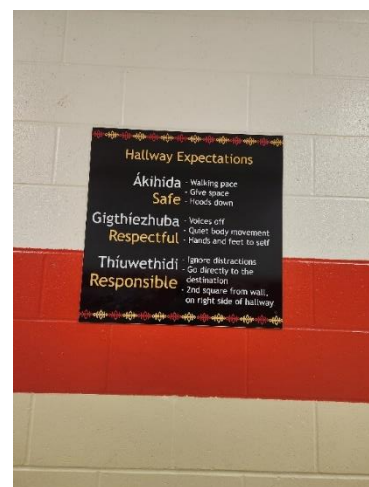 Hallway Expectations
Ákihida
Safe
- Walking pace
- Give space
- Hoods down
Gigthíezhuba
Respectful
- Voices off
- Quiet body movement
- Hands and feet to self
Thíuwethidi
Responsible
- Ignore distractions
- Go directly to the
destination
- 2nd square from wall,
on right side of hallway